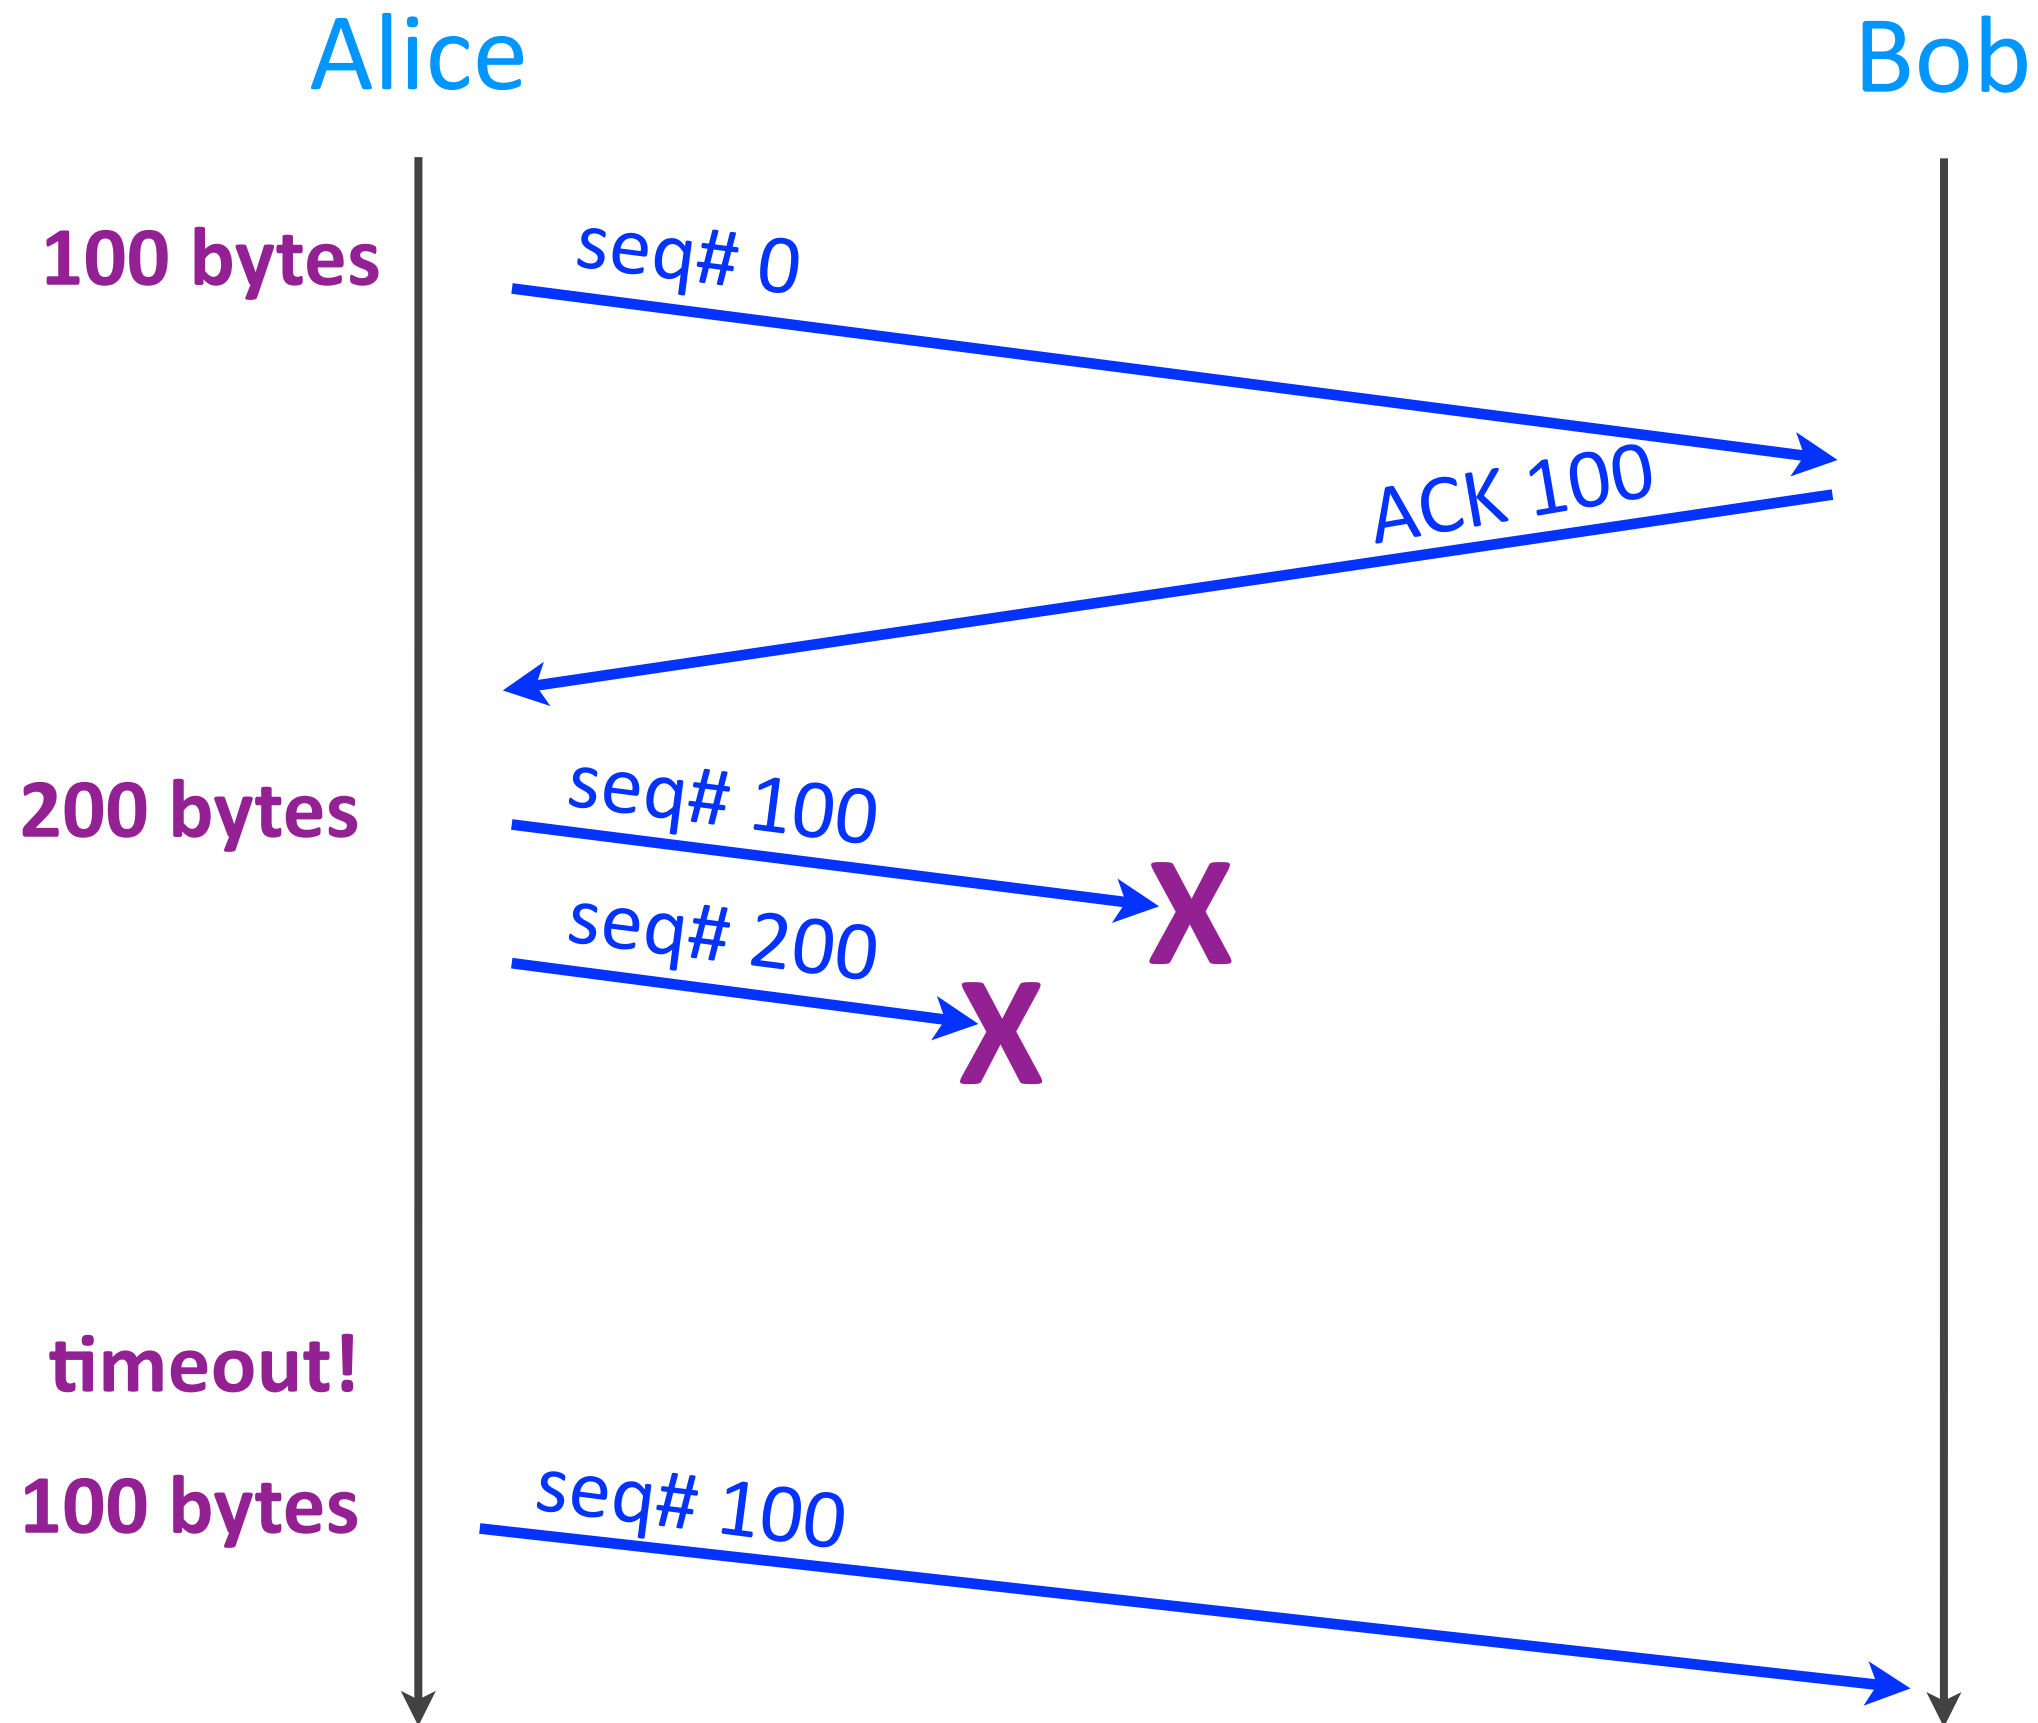 Alice
Bob
100 bytes
seq# 0
ACK 100
200 bytes
seq# 100
X
seq# 200
X
timeout!
100 bytes
seq# 100